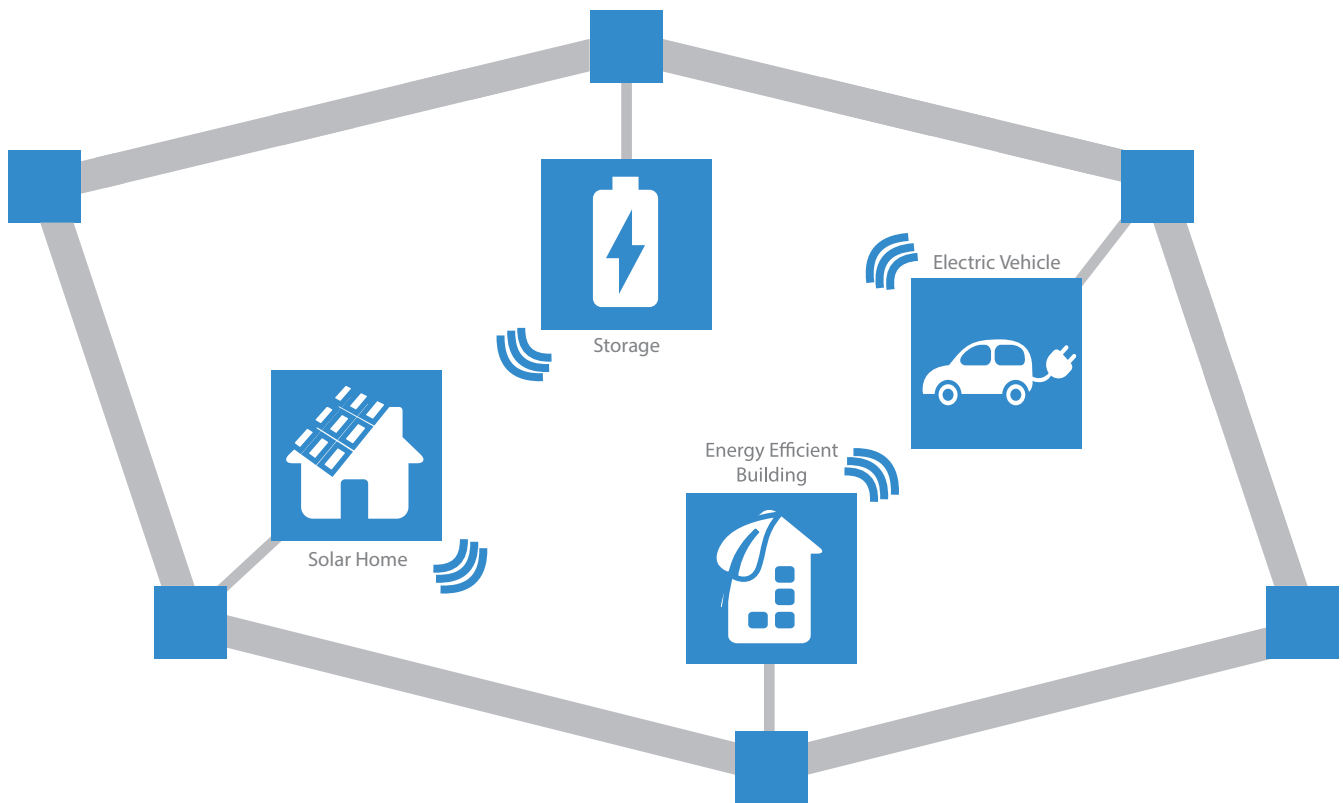 Electric Vehicle
Storage
Energy Efficient
Building
Solar Home